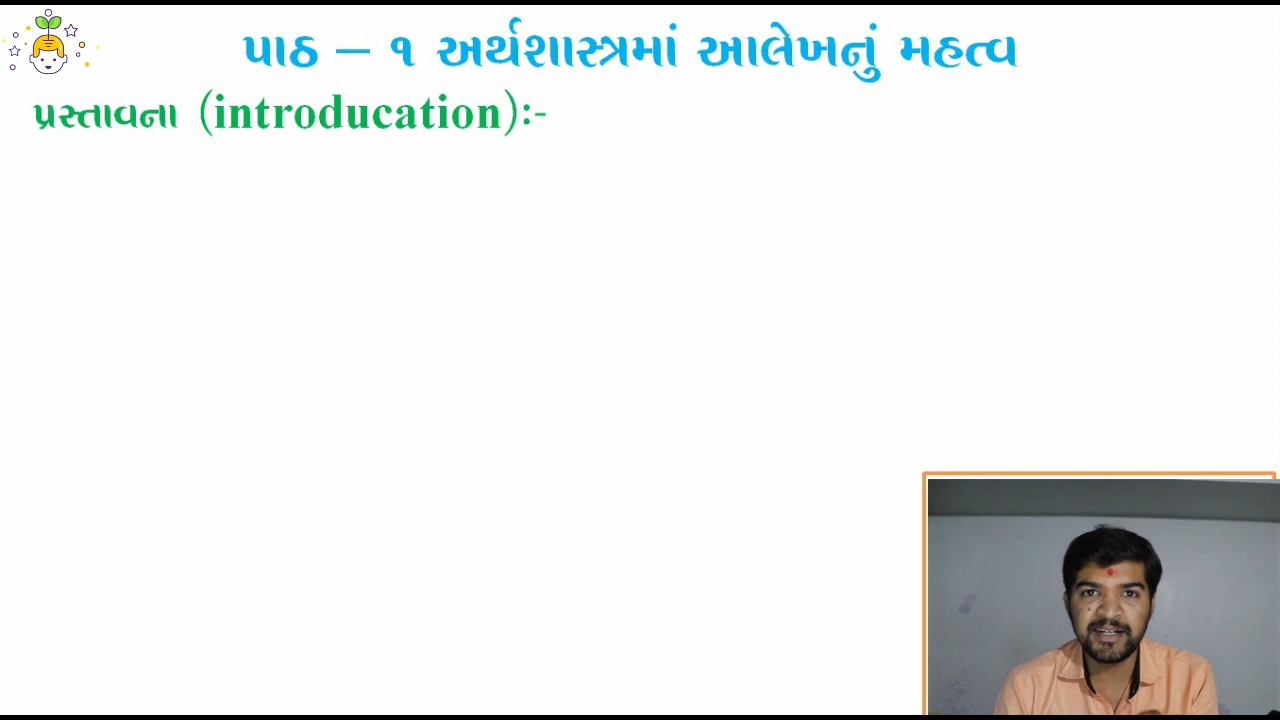 પાઠ – ૧ અર્થશાસ્ત્રમાં આલેખનું મહત્વ
પ્રસ્તાવના (introducation):-